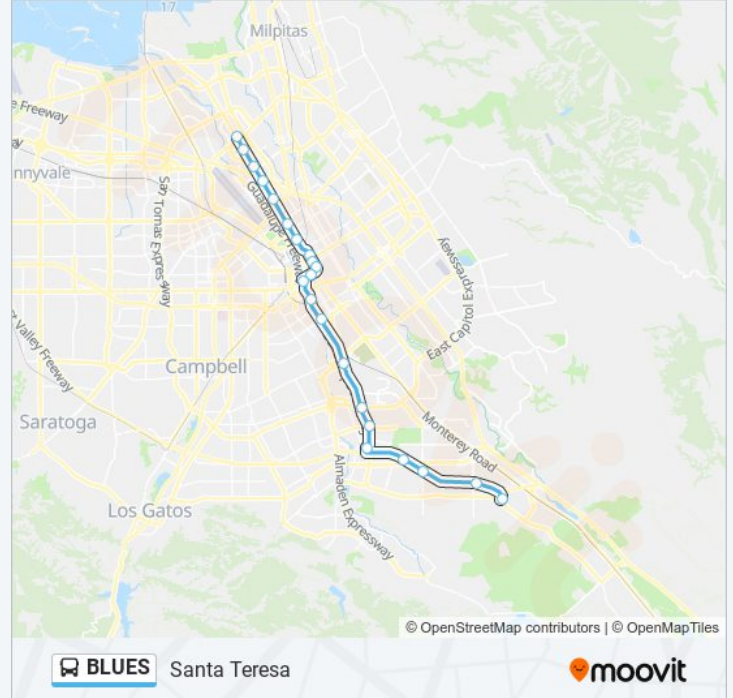 17
Milpitas
e Freeway
nnyvale
San Tomas Expressway
Guadalupe Freeway
East Capitol Expressway
t Valley Freeway
Campbell
Saratoga
Monterey Road
Almaden Expressway
Los Gatos
© OpenStreetMap contributors | © OpenMapTiles
BLUES Santa Teresa
moovit